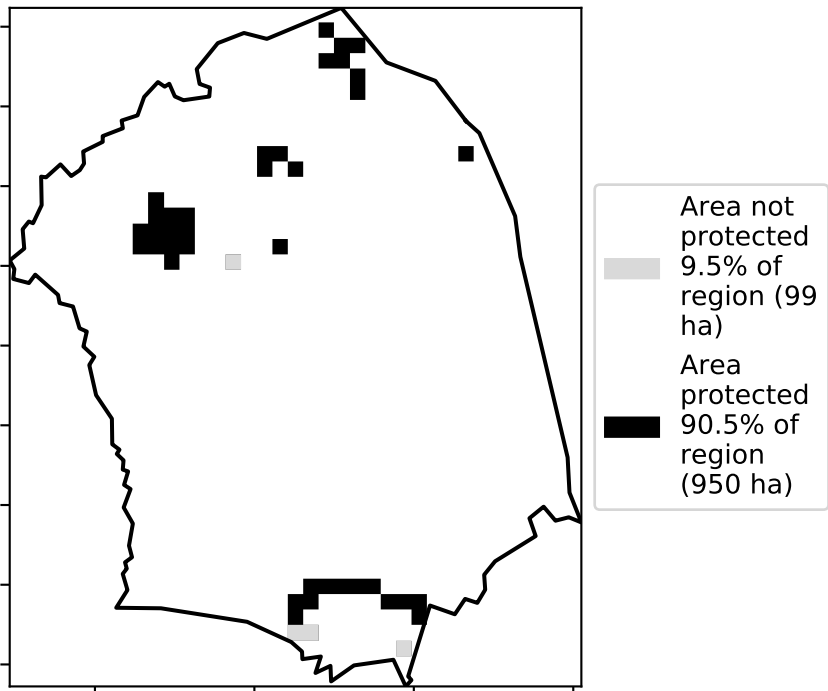 Area not
protected
9.5% of
region (99
ha)
Area
protected
90.5% of
region
(950 ha)